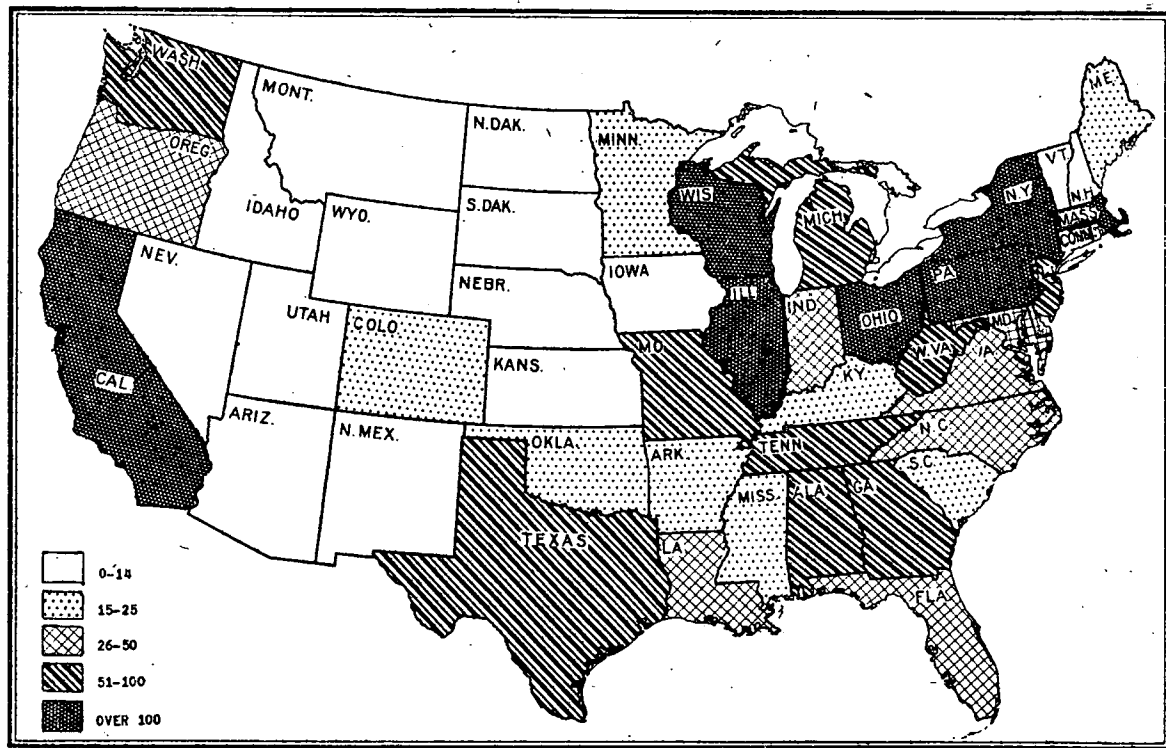 WASH.
MONT.
N.DAK.
MINN.
ME.
OREG.
IDAHO
WYO.
S.DAK.
WIS
MICH.
VT.
N.H.
N.Y.
MASS.
CONN.
NEV.
UTAH
COLO.
NEBR.
IOWA
ILL.
IND.
OHIO
PA.
MD.
W.VA.
VA.
CAL.
ARIZ.
N.MEX.
KANS.
MO.
KY.
OKLA.
ARK.
TENN.
N.C.
S.C.
TEXAS
LA.
MISS.
ALA.
GA.
FLA.
0-14
15-25
26-50
51-100
OVER 100